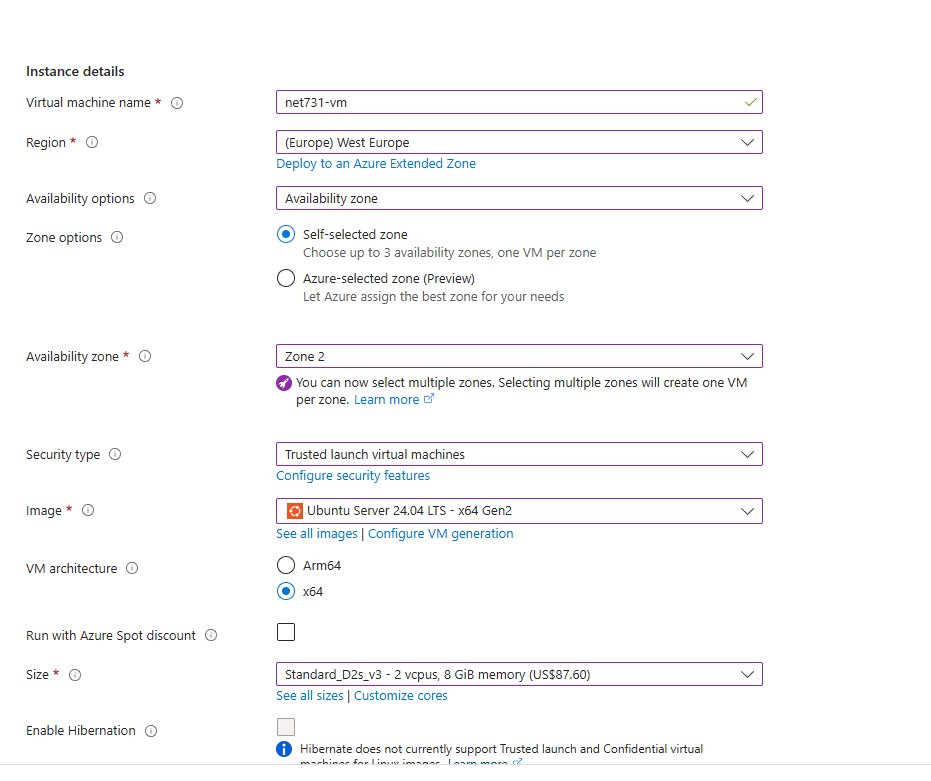 Instance details
Virtual machine name *
net731-vm
Region *
(Europe) West Europe
Deploy to an Azure Extended Zone
Availability options
Availability zone
Zone options
Self-selected zone
Choose up to 3 availability zones, one VM per zone
Azure-selected zone (Preview)
Let Azure assign the best zone for your needs
Availability zone *
Zone 2
You can now select multiple zones. Selecting multiple zones will create one VM
per zone. Learn more
Security type
Trusted launch virtual machines
Configure security features
Image *
Ubuntu Server 24.04 LTS - x64 Gen2
See all images | Configure VM generation
VM architecture
Arm64
x64
Run with Azure Spot discount
Size *
Standard_D2s_v3 - 2 vcpus, 8 GiB memory (US$87.60)
See all sizes | Customize cores
Enable Hibernation
Hibernate does not currently support Trusted launch and Confidential virtual
machines for Linux images. Learn more